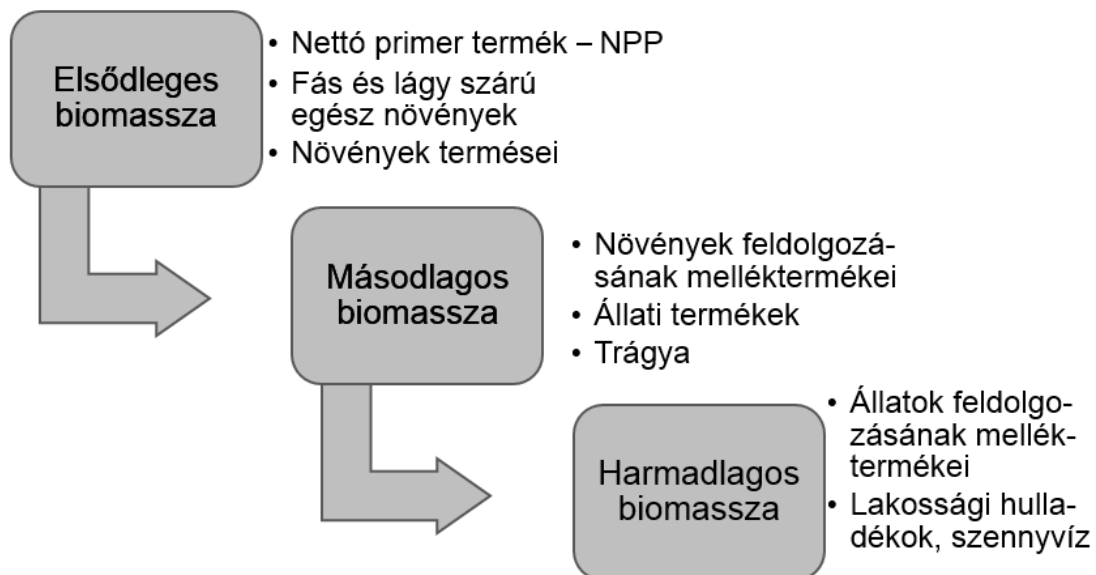 Elsődleges
biomassza
• Nettó primer termék – NPP
• Fás és lágy szárú
egész növények
• Növények termései
Másodlagos
biomassza
• Növények feldolgozá-
sának melléktermékei
• Állati termékek
• Trágya
Harmadlagos
biomassza
• Állatok feldolgo-
zásának mellék-
termékei
• Lakossági hulla-
dékok, szennyvíz